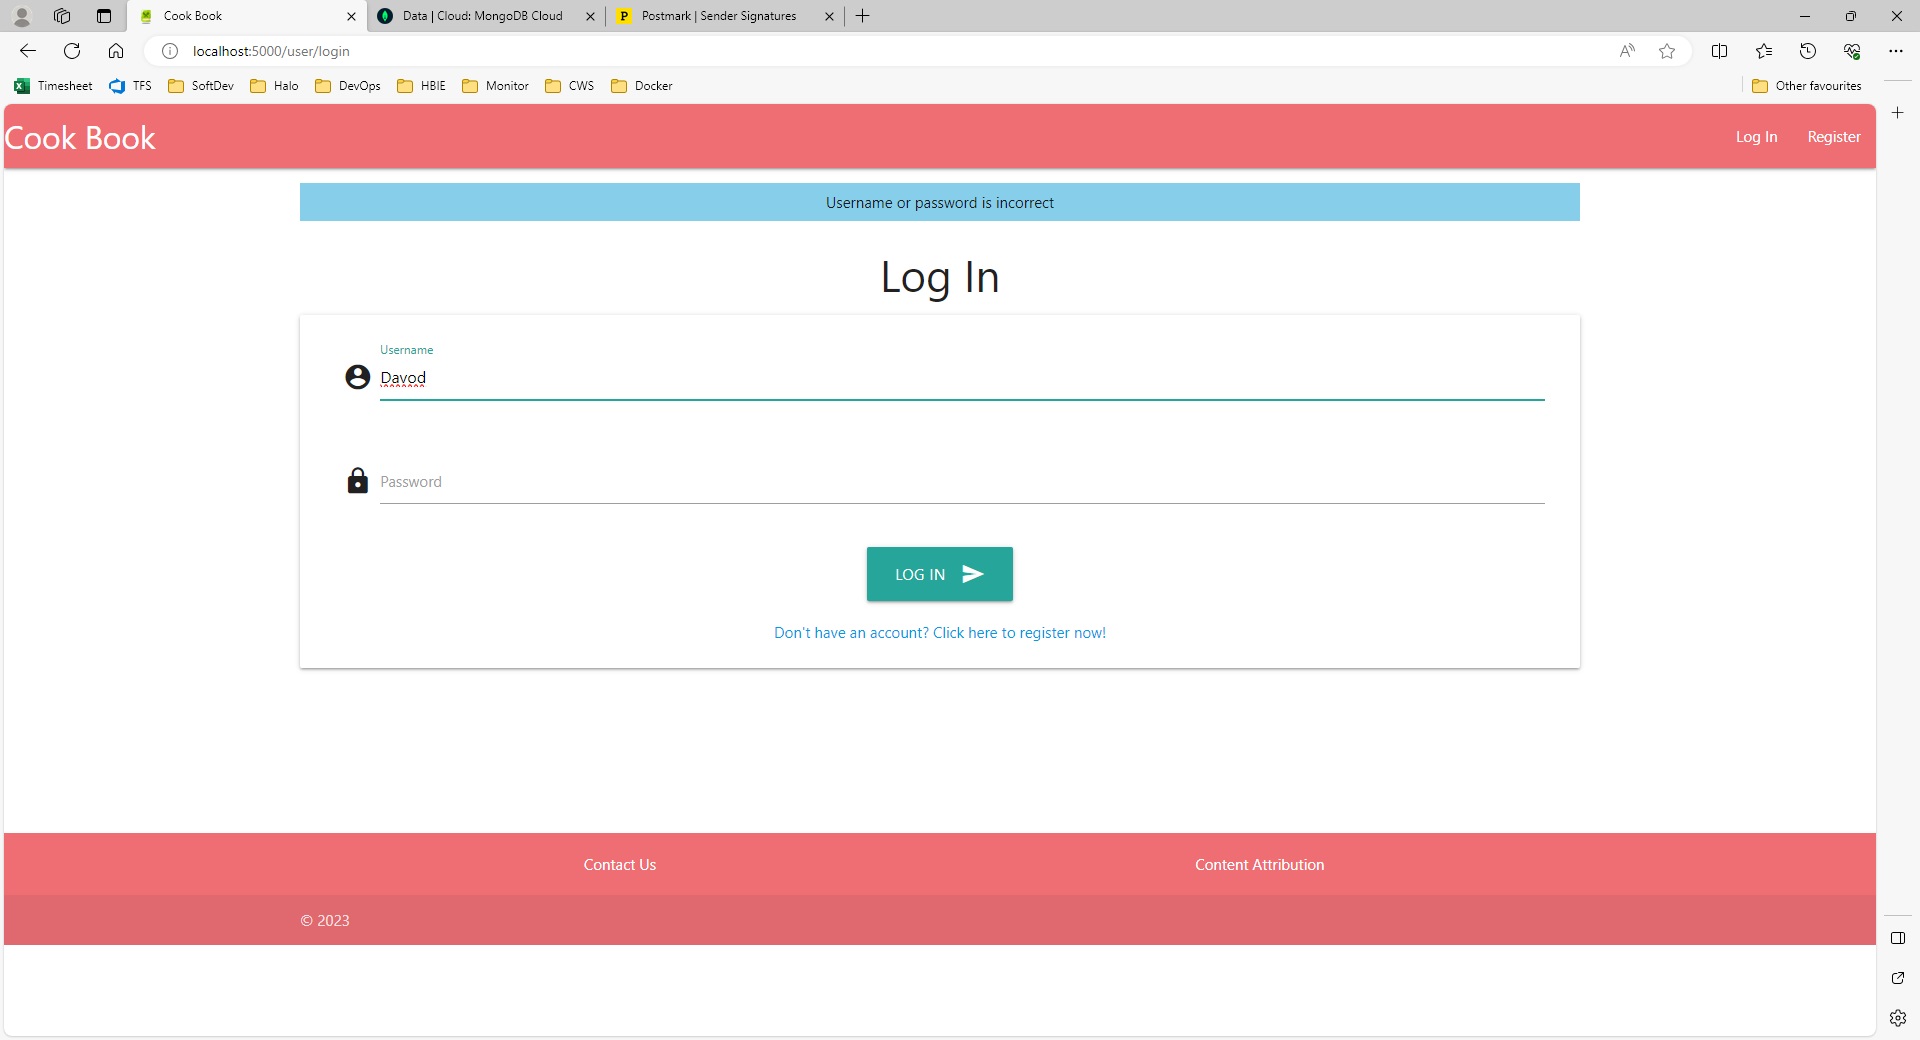 Cook Book
Data | Cloud: MongoDB Cloud
Postmark | Sender Signatures
localhost:5000/user/login
Timesheet
TFS
SoftDev
Halo
DevOps
HBIE
Monitor
CWS
Docker
Other favourites
Cook Book
Log In
Register
Username or password is incorrect
Log In
Username
Davod
Password
LOG IN
Don't have an account? Click here to register now!
Contact Us
Content Attribution
© 2023